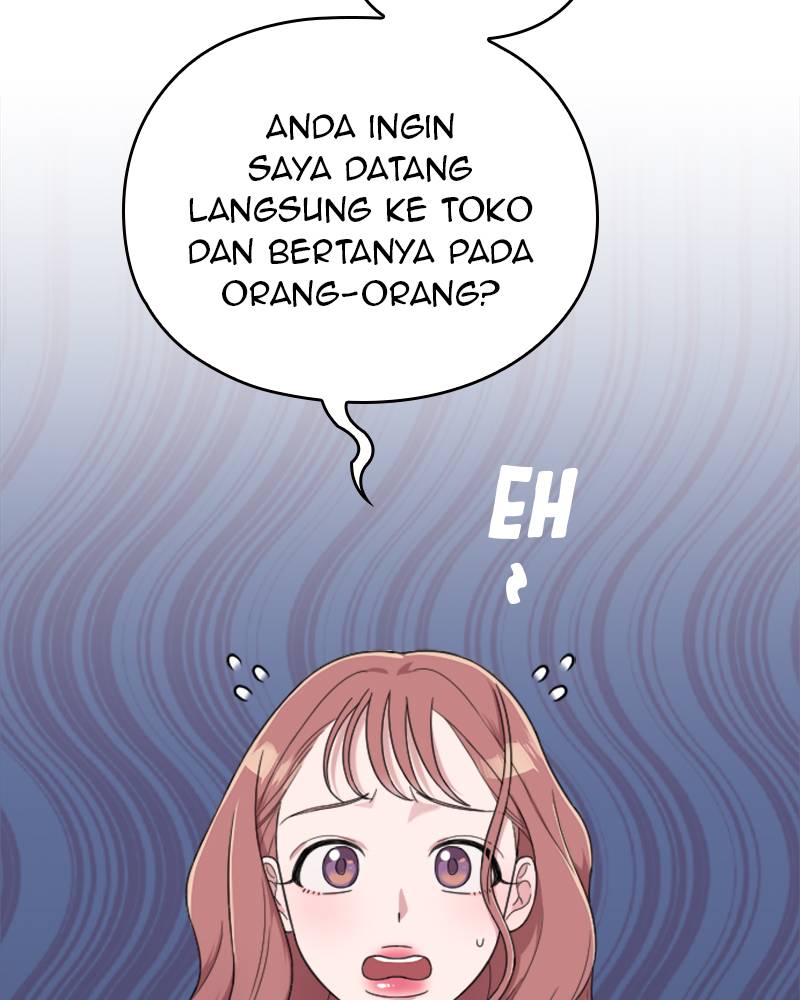 ANDA INGIN
SAYA DATANG
LANGSUNG KE TOKO
DAN BERTANYA PADA
ORANG-ORANG?
EH
~